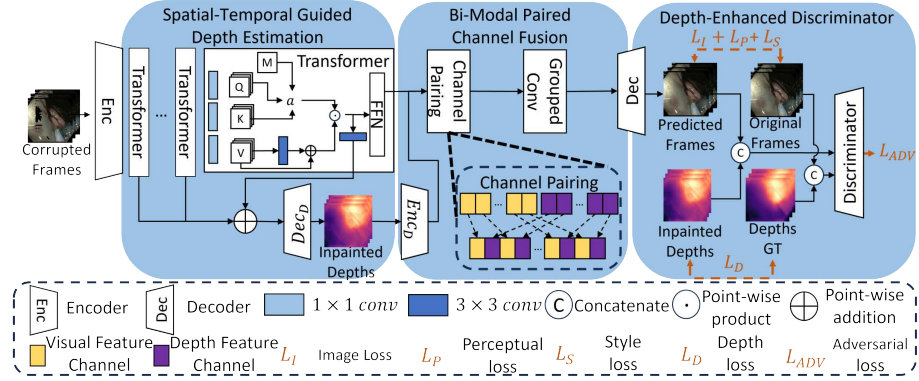 Spatial-Temporal Guided
Depth Estimation
Bi-Modal Paired
Channel Fusion
Depth-Enhanced Discriminator
Corrupted
Frames
Enc
Transformer
...
Transformer
Transformer
M
Q
K
V
a
FFN
Dec_D
Inpainted
Depths
Enc_D
Channel
Pairing
Grouped
Conv
Channel Pairing
...
...
...
Dec
L_I + L_P + L_S
Predicted
Frames
Original
Frames
C
C
Discriminator
L_ADV
Inpainted
Depths
Depths
GT
L_D
Enc
Encoder
Dec
Decoder
1 × 1 conv
3 × 3 conv
C
Concatenate
Point-wise
product
Point-wise
addition
Visual Feature
Channel
Depth Feature
Channel
L_I
Image Loss
L_P
Perceptual
loss
L_S
Style
loss
L_D
Depth
loss
L_ADV
Adversarial
loss